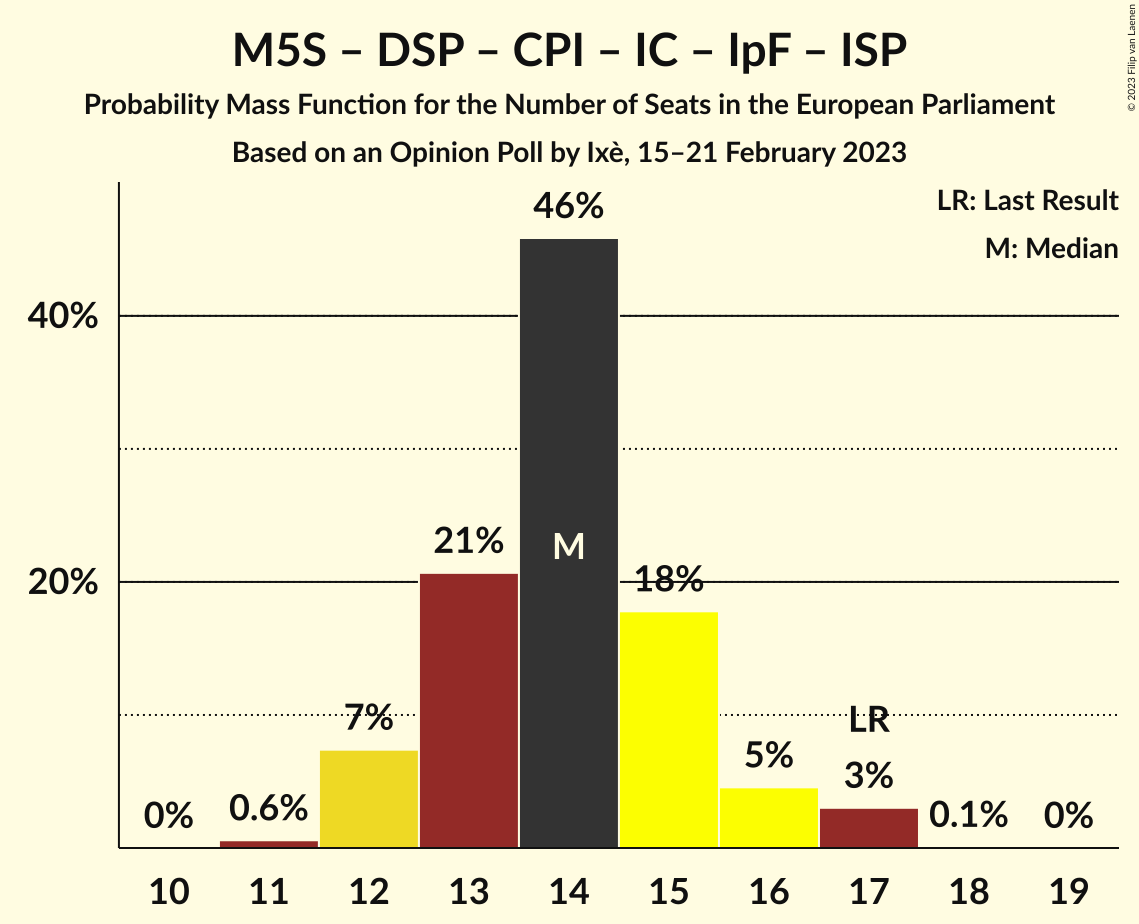 M5S – DSP – CPI – IC – IpF – ISP
Probability Mass Function for the Number of Seats in the European Parliament
Based on an Opinion Poll by Ixè, 15–21 February 2023
© 2023 Filip van Laenen
LR: Last Result
M: Median
40%
20%
0%
0.6%
7%
21%
46%
M
18%
5%
LR
3%
0.1%
0%
10 11 12 13 14 15 16 17 18 19